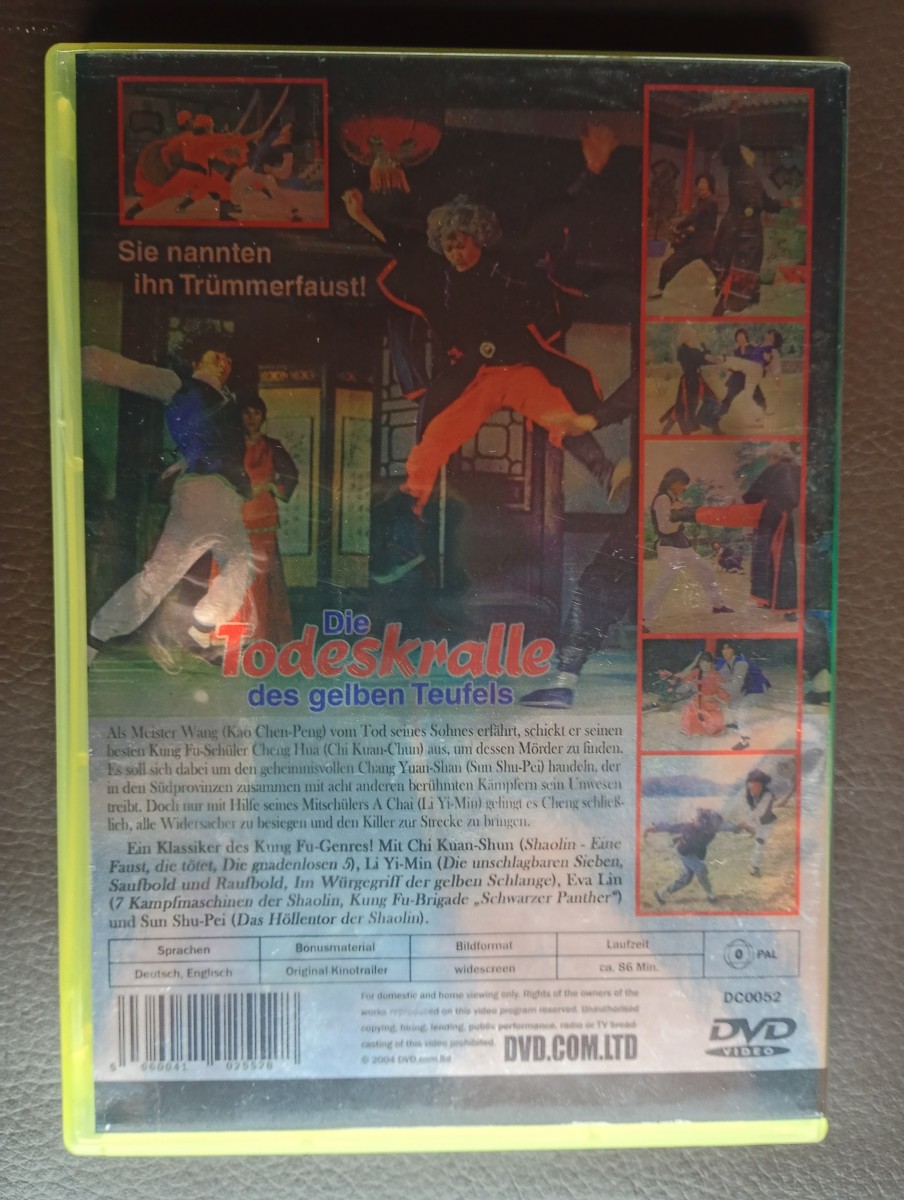 Sie nannten
ihn Trümmerfaust!
Die
Todeskralle
des gelben Teufels
Als Meister Wang (Kao Chen-Peng) vom Tod seines Sohnes erfährt, schickt er seinen
besten Kung Fu-Schüler Cheng Hua (Chi Kuan-Chun) aus, um dessen Mörder zu finden.
Es soll sich dabei um den geheimnisvollen Chang Yuan-Shan (Sun Shu-Pei) handeln, der
in den Südprovinzen zusammen mit acht anderen berühmten Kämpfern sein Unwesen
treibt. Doch nur mit Hilfe seines Mitschülers A Chai (Li Yi-Min) gelingt es Cheng schließ-
lich, alle Widersacher zu besiegen und den Killer zur Strecke zu bringen.
Ein Klassiker des Kung Fu-Genres! Mit Chi Kuan-Shun (Shaolin - Eine
Faust, die tötet, Die gnadenlosen 5), Li Yi-Min (Die unschlagbaren Sieben,
Saufbold und Raufbold, Im Würgegriff der gelben Schlange), Eva Lin
(7 Kampfmaschinen der Shaolin, Kung Fu-Brigade „Schwarzer Panther")
und Sun Shu-Pei (Das Höllentor der Shaolin).
Sprachen Bonusmaterial Bildformat Laufzeit
Deutsch, Englisch Original Kinotrailer widescreen ca. 86 Min.
0 PAL
For domestic and home viewing only. Rights of the owners of the
works reproduced on this video program reserved. Unauthorised
copying, hiring, lending, public performance, radio or TV broad-
casting of this video prohibited.
© 2004 DVD.com.ltd
DVD.COM.LTD
DC0052
DVD
VIDEO